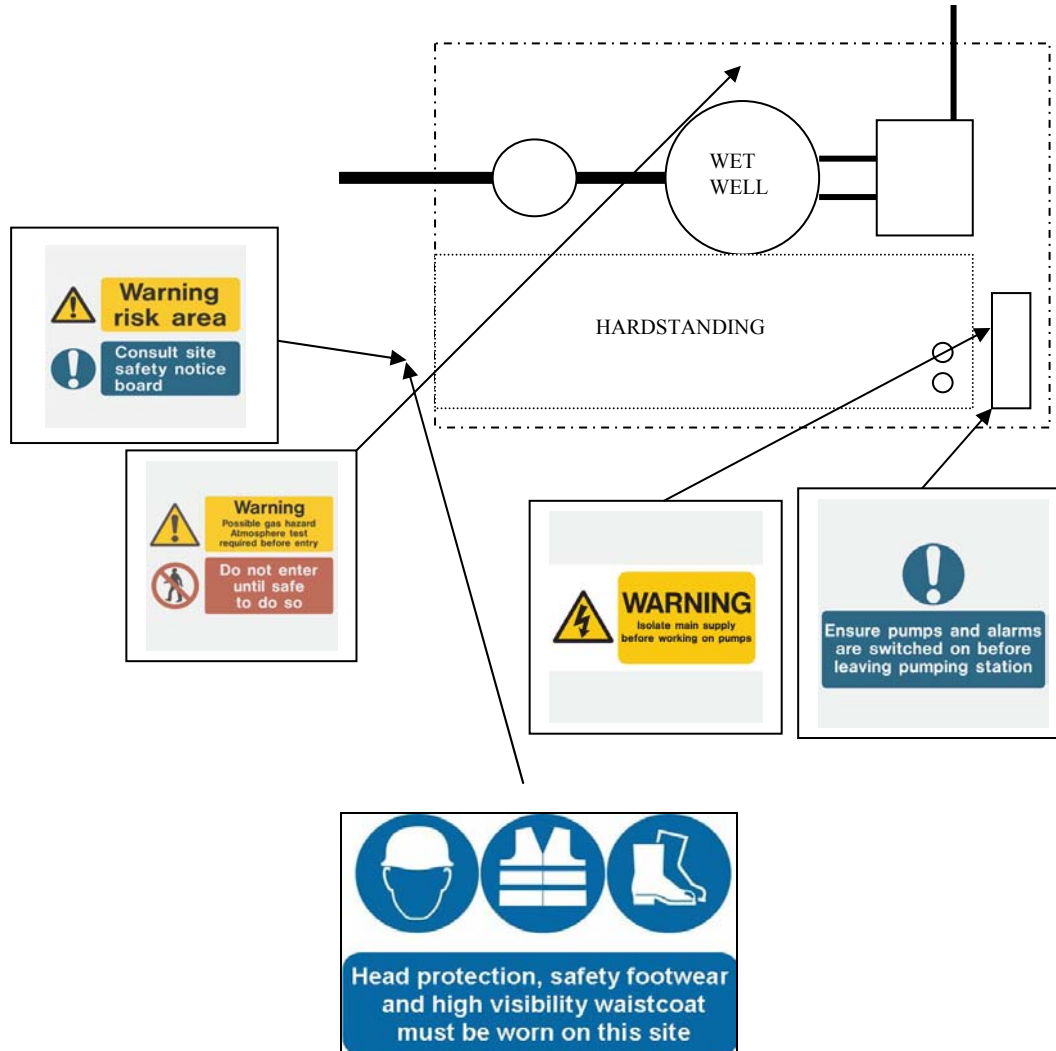 WET
WELL
HARDSTANDING
Warning
risk area
Consult site
safety notice
board
Warning
Possible gas hazard
Atmosphere test
required before entry
Do not enter
until safe
to do so
WARNING
Isolate main supply
before working on pumps
Ensure pumps and alarms
are switched on before
leaving pumping station
Head protection, safety footwear
and high visibility waistcoat
must be worn on this site